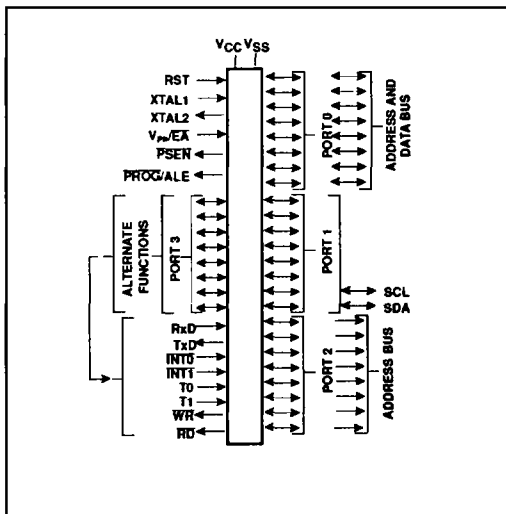 VCC VSS
RST
XTAL1
XTAL2
VPP/EA
PSEN
PROG/ALE
PORT 0
ADDRESS AND
DATA BUS
ALTERNATE
FUNCTIONS
PORT 3
PORT 1
SCL
SDA
RxD
TxD
INT0
INT1
T0
T1
WR
RD
PORT 2
ADDRESS BUS